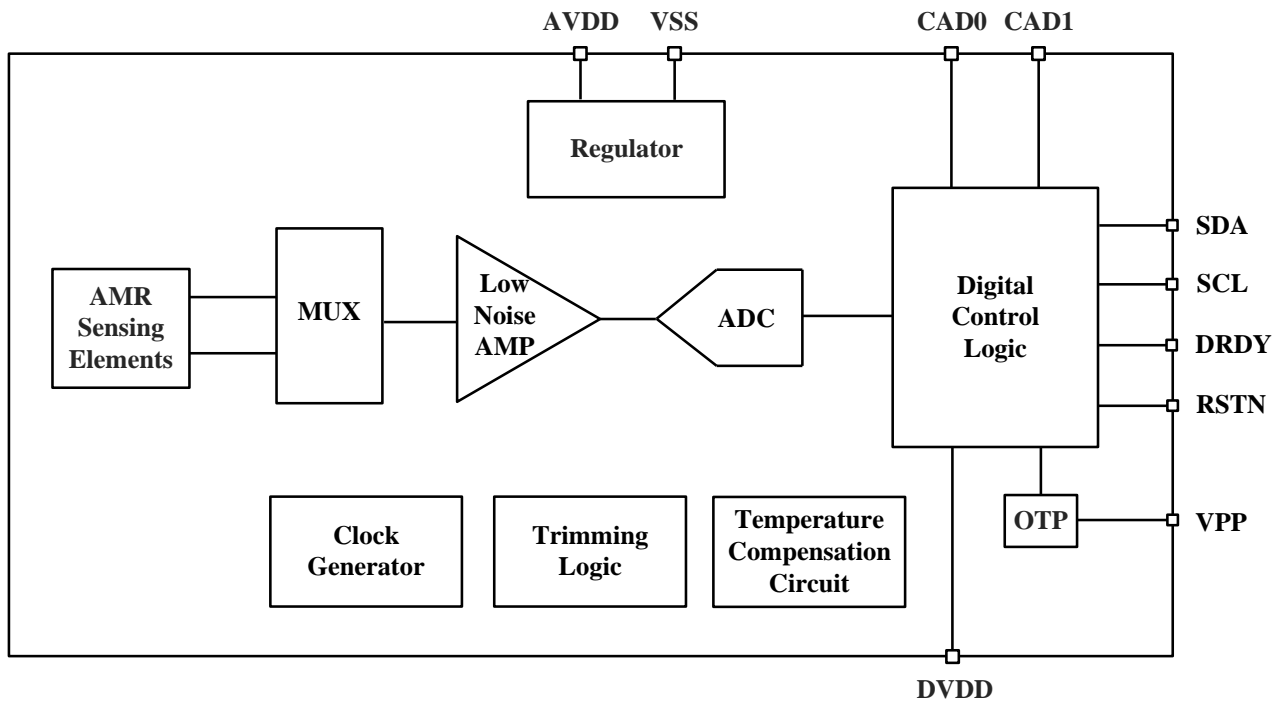 AVDD
VSS
CAD0
CAD1
Regulator
SDA
SCL
DRDY
RSTN
AMR
Sensing
Elements
MUX
Low
Noise
AMP
ADC
Digital
Control
Logic
Clock
Generator
Trimming
Logic
Temperature
Compensation
Circuit
OTP
VPP
DVDD